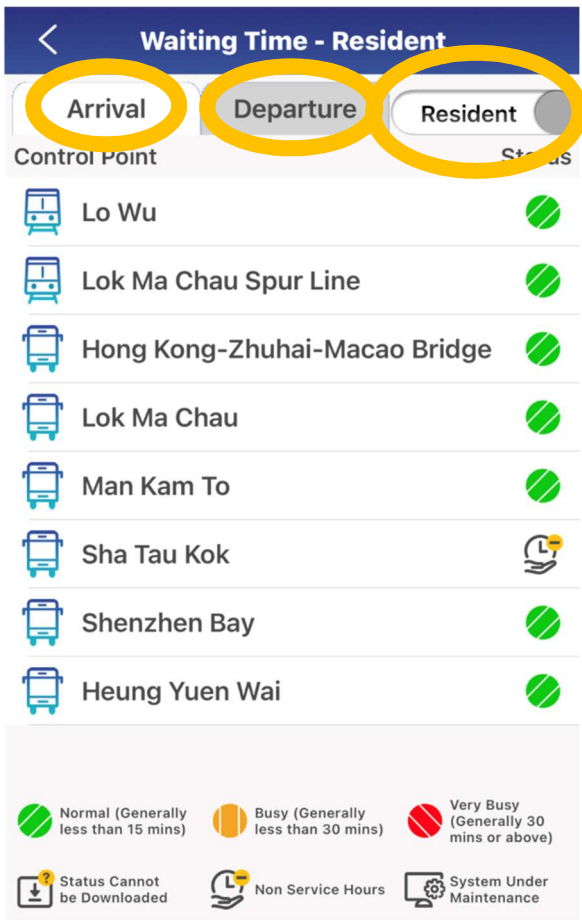 Waiting Time - Resident
Arrival Departure Resident
Control Point Status
Lo Wu
Lok Ma Chau Spur Line
Hong Kong-Zhuhai-Macao Bridge
Lok Ma Chau
Man Kam To
Sha Tau Kok
Shenzhen Bay
Heung Yuen Wai
Normal (Generally
less than 15 mins)
Busy (Generally
less than 30 mins)
Very Busy
(Generally 30
mins or above)
?
Status Cannot
be Downloaded
Non Service Hours
System Under
Maintenance